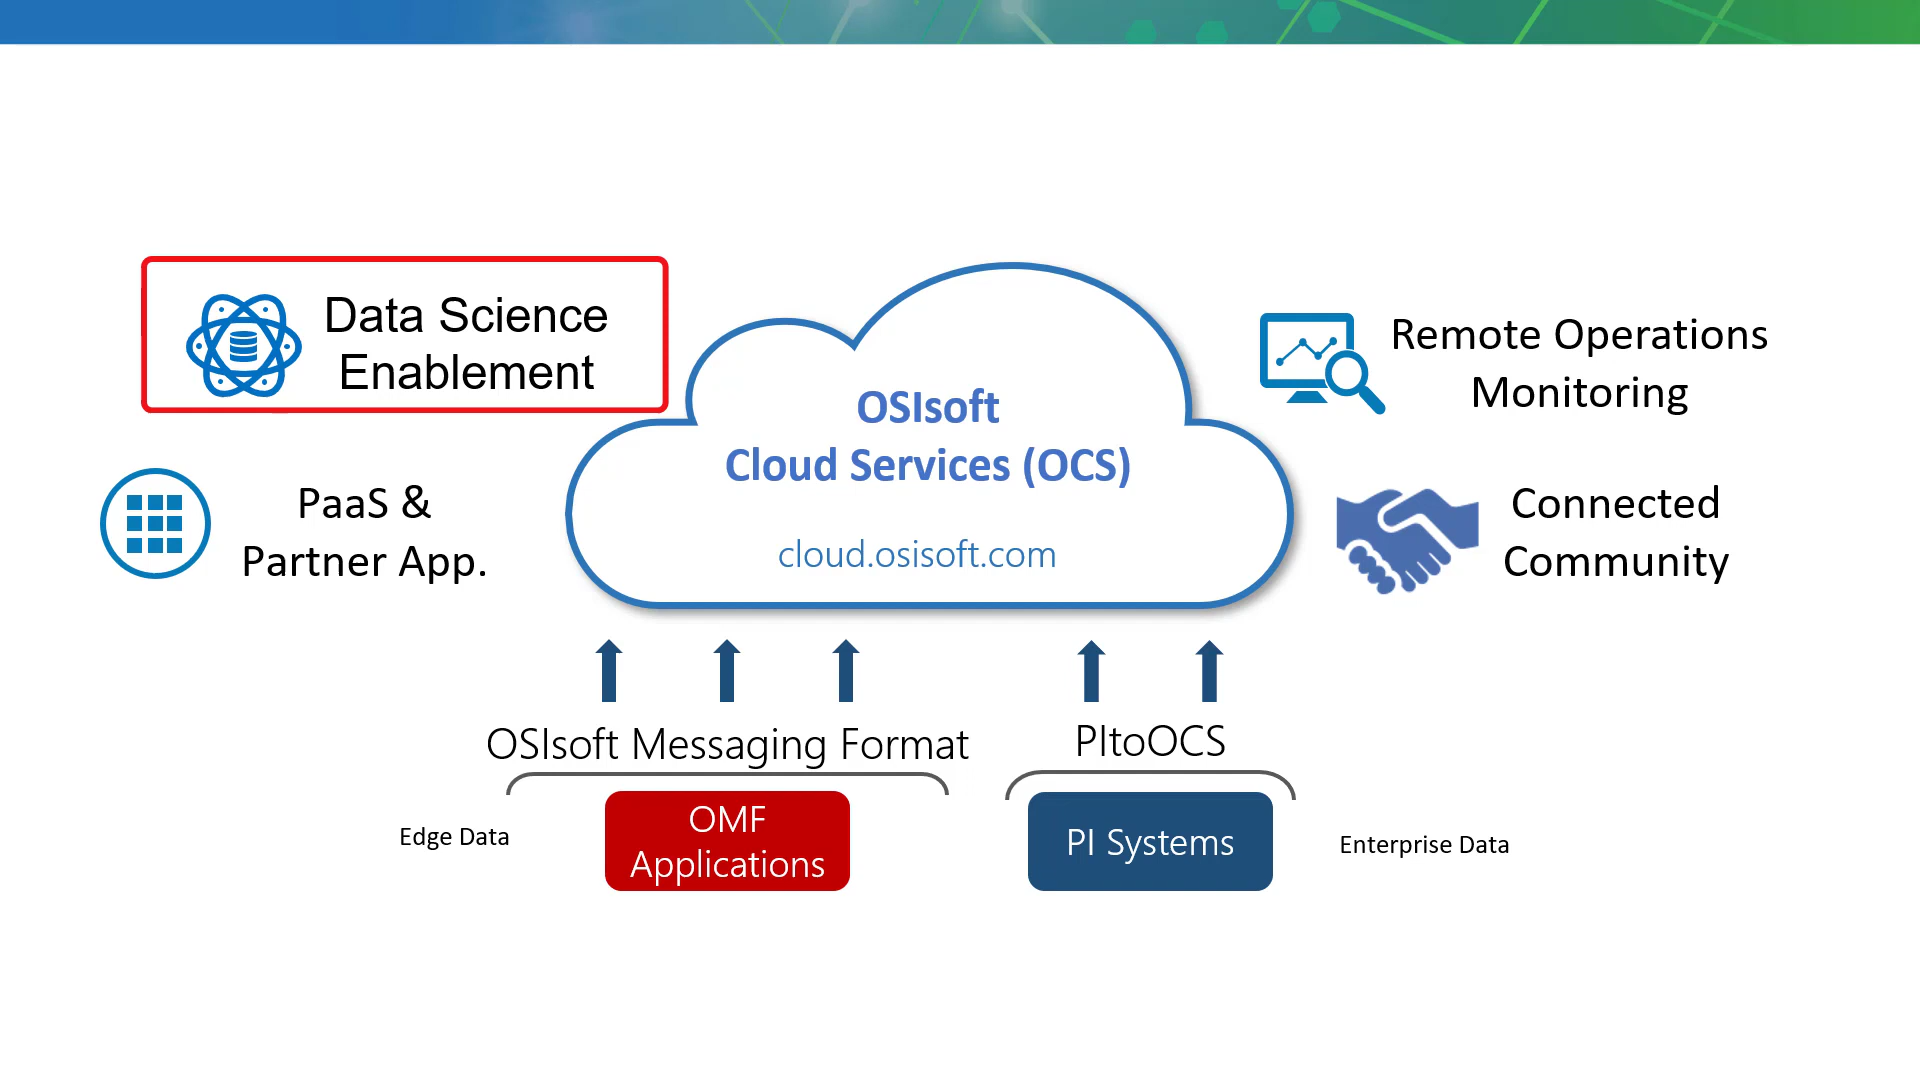 Data Science
Enablement
PaaS &
Partner App.
OSIsoft
Cloud Services (OCS)
cloud.osisoft.com
Remote Operations
Monitoring
Connected
Community
OSIsoft Messaging Format
PItoOCS
Edge Data
OMF
Applications
PI Systems
Enterprise Data